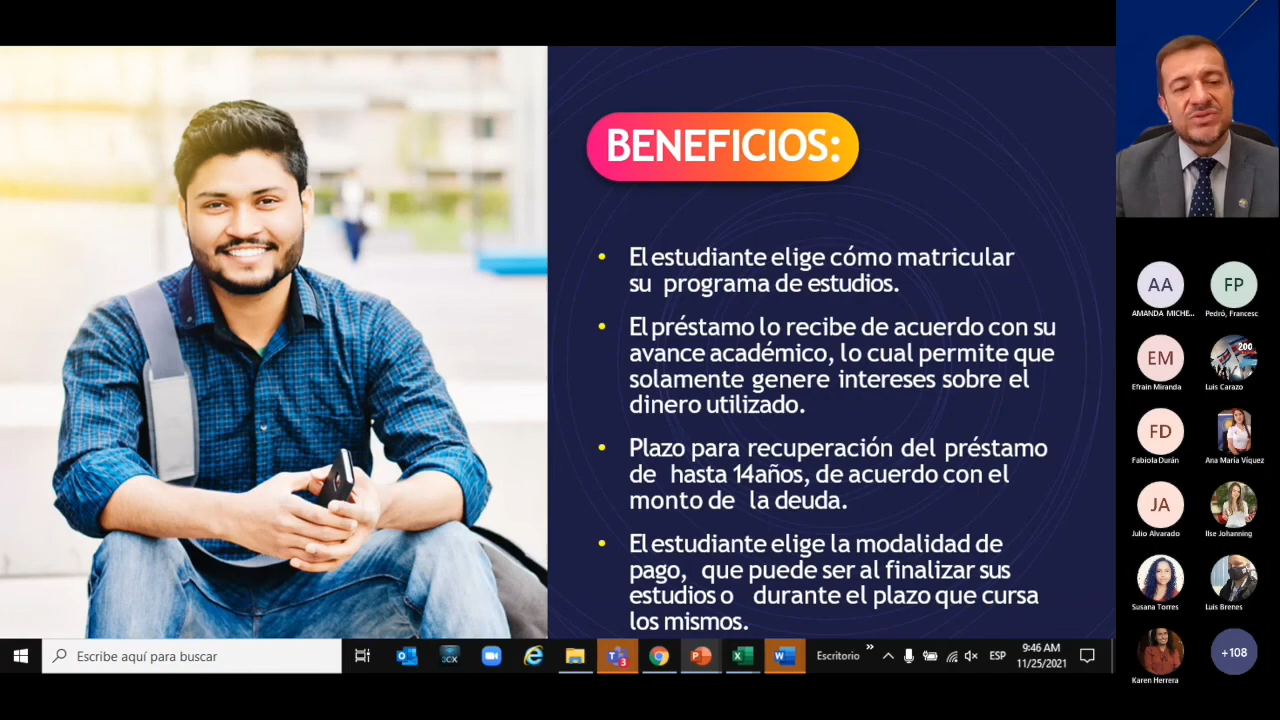 BENEFICIOS:
• El estudiante elige cómo matricular
su programa de estudios.
• El préstamo lo recibe de acuerdo con su
avance académico, lo cual permite que
solamente genere intereses sobre el
dinero utilizado.
• Plazo para recuperación del préstamo
de hasta 14años, de acuerdo con el
monto de la deuda.
• El estudiante elige la modalidad de
pago, que puede ser al finalizar sus
estudios o durante el plazo que cursa
los mismos.
AA
AMANDA MICHE...
FP
Pedró, Francesc
EM
Efrain Miranda
200
Luis Carazo
FD
Fabiola Durán
Ana María Víquez
JA
Julio Alvarado
Ilse Johanning
Susana Torres
Luis Brenes
Karen Herrera
+108
Escribe aquí para buscar
3
Escritorio
ESP
9:46 AM
11/25/2021